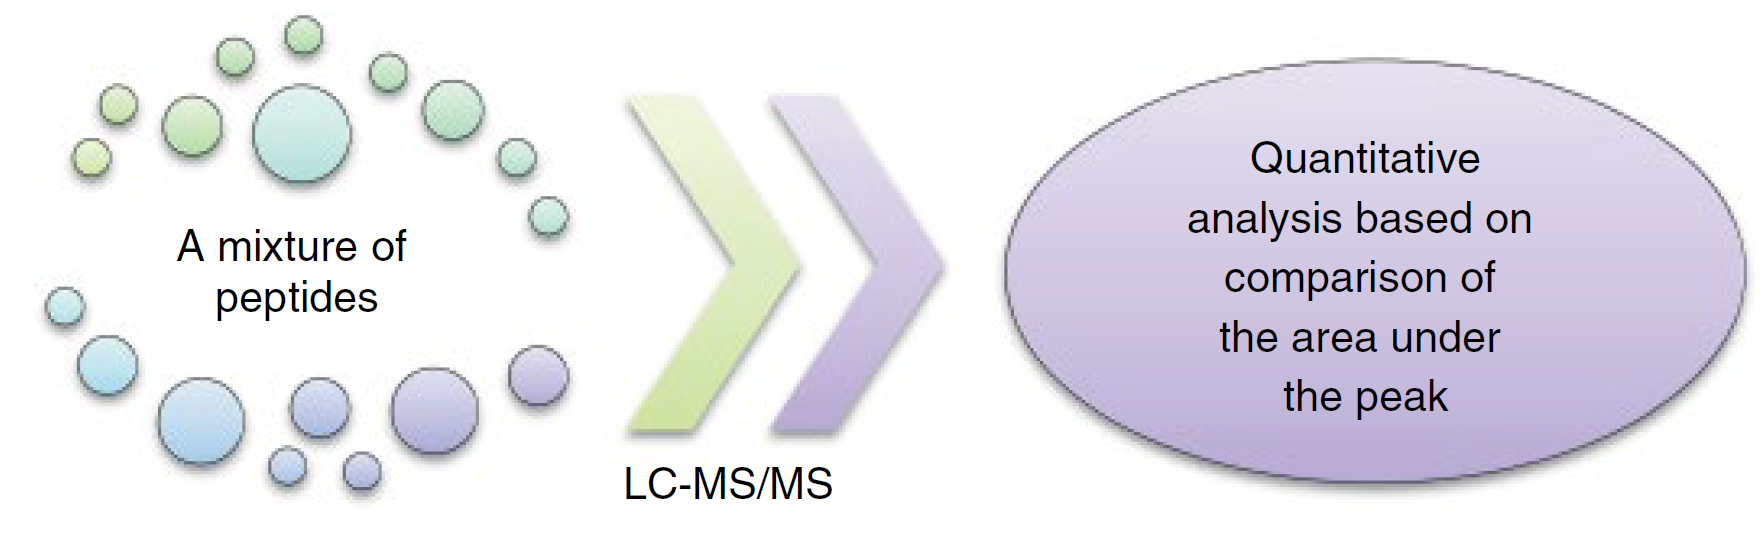 A mixture of
peptides
LC-MS/MS
Quantitative
analysis based on
comparison of
the area under
the peak